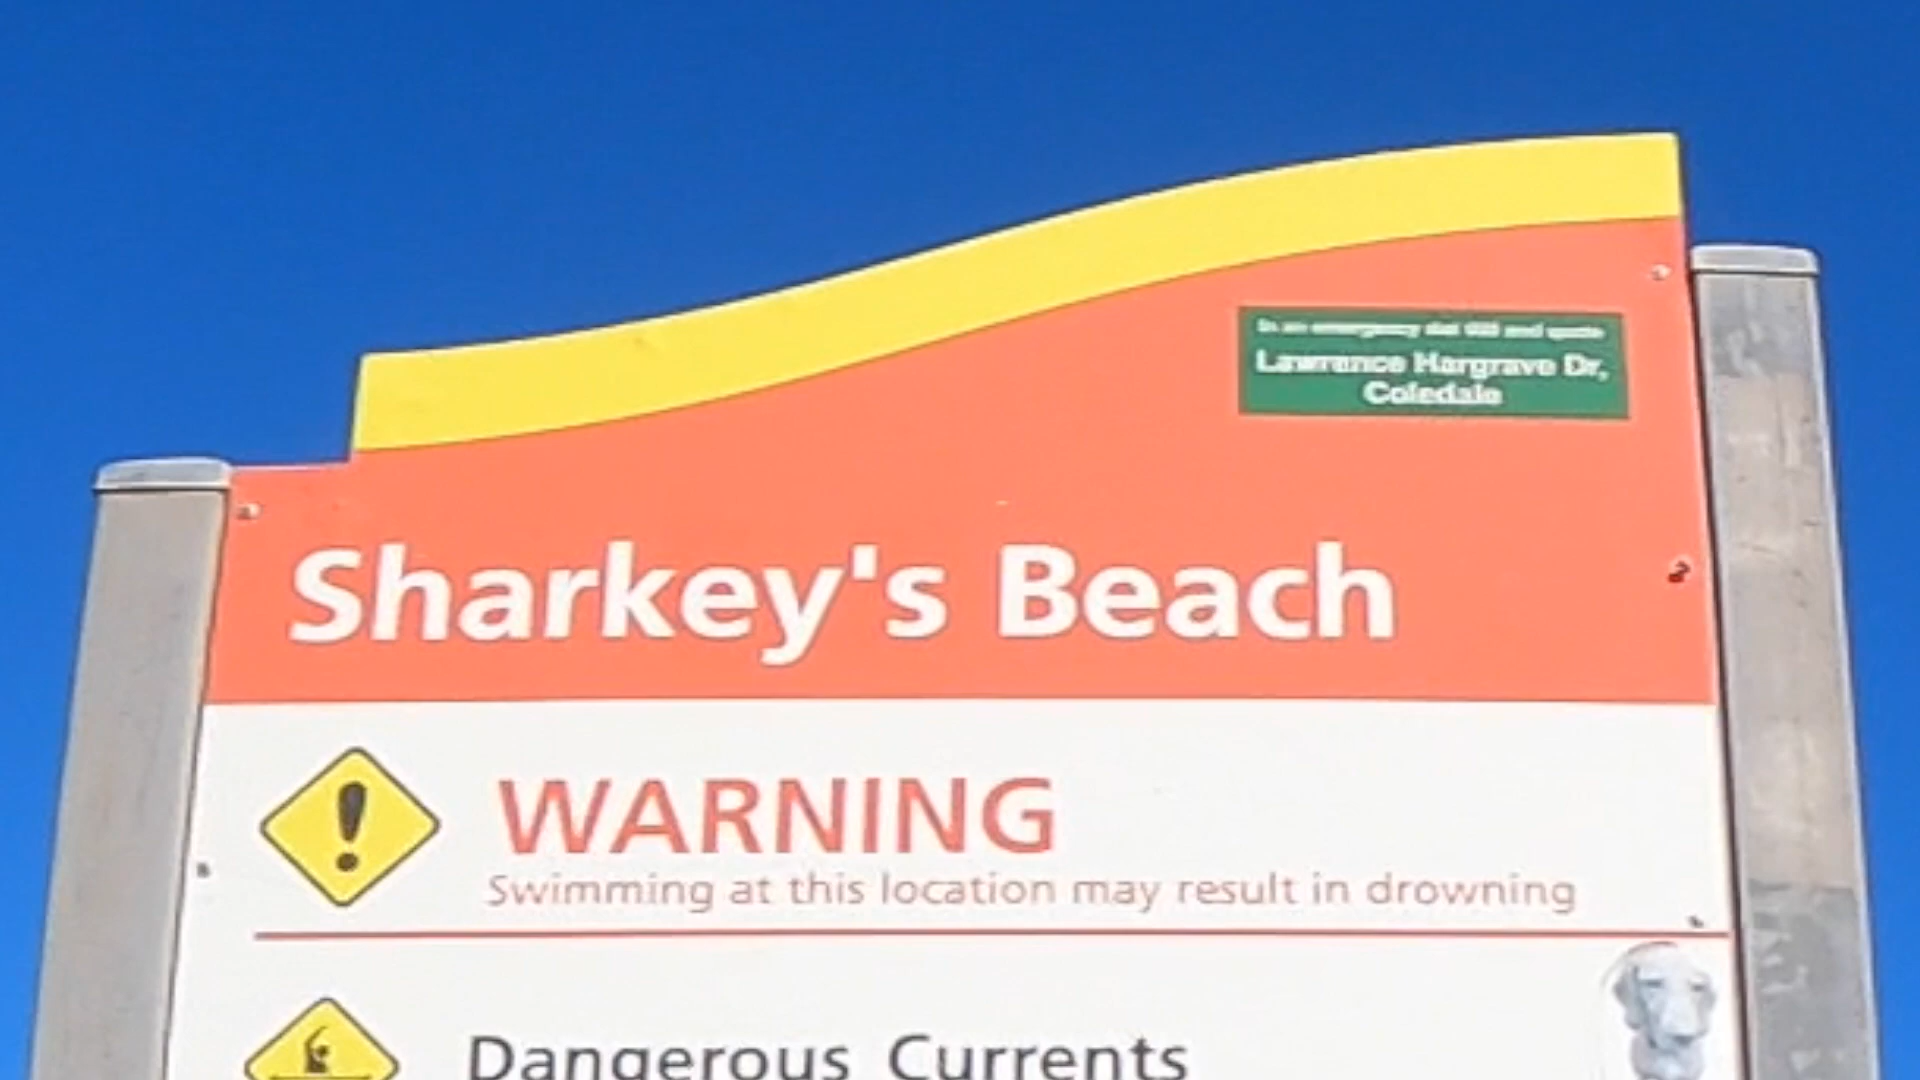 In an emergency dial 000 and quote
Lawrence Hargrave Dr,
Coledale
Sharkey's Beach
WARNING
Swimming at this location may result in drowning
Dangerous Currents